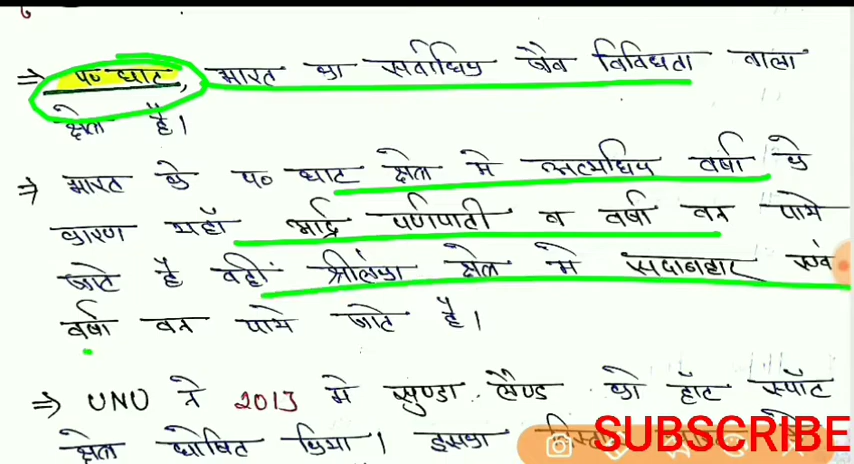 ⇒ प० घाट, भारत का सर्वाधिक जैव विविधता वाला
क्षेत्र है।
⇒ भारत के प० घाट क्षेत्र मे अत्यधिक वर्षा के
कारण यहाँ आर्द्र पर्णपाती व वर्षा वन पाये
जाते है वहीं श्रीलंका क्षेत्र मे सदाबहार एवं
वर्षा वन पाये जाते है।
⇒ UNO ने 2013 मे सुण्डा लैण्ड को हॉट स्पॉट
क्षेत्र घोषित किया। इसका
SUBSCRIBE